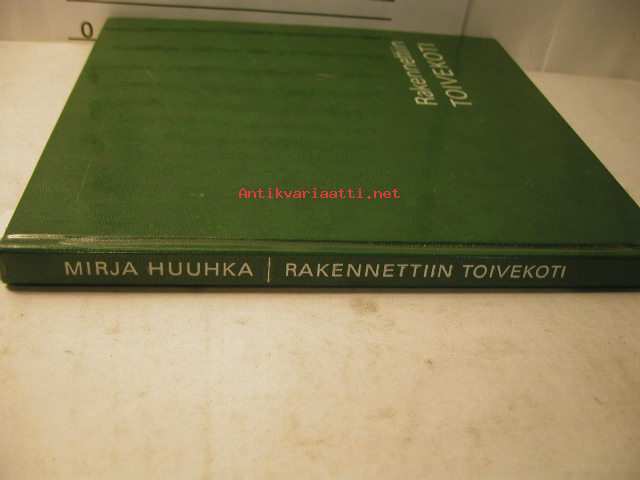 0
Rakennettiin
TOIVEKOTI
Antikvariaatti.net
MIRJA HUUHKA | RAKENNETTIIN TOIVEKOTI